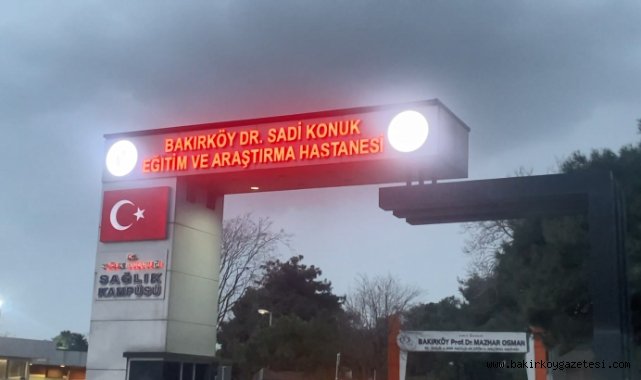 BAKIRKÖY DR. SADİ KONUK
EĞİTİM VE ARAŞTIRMA HASTANESİ
SAĞLIK
KAMPÜSÜ
BAKIRKÖY Prof.Dr. MAZHAR OSMAN
www.bakirkoygazetesi.com